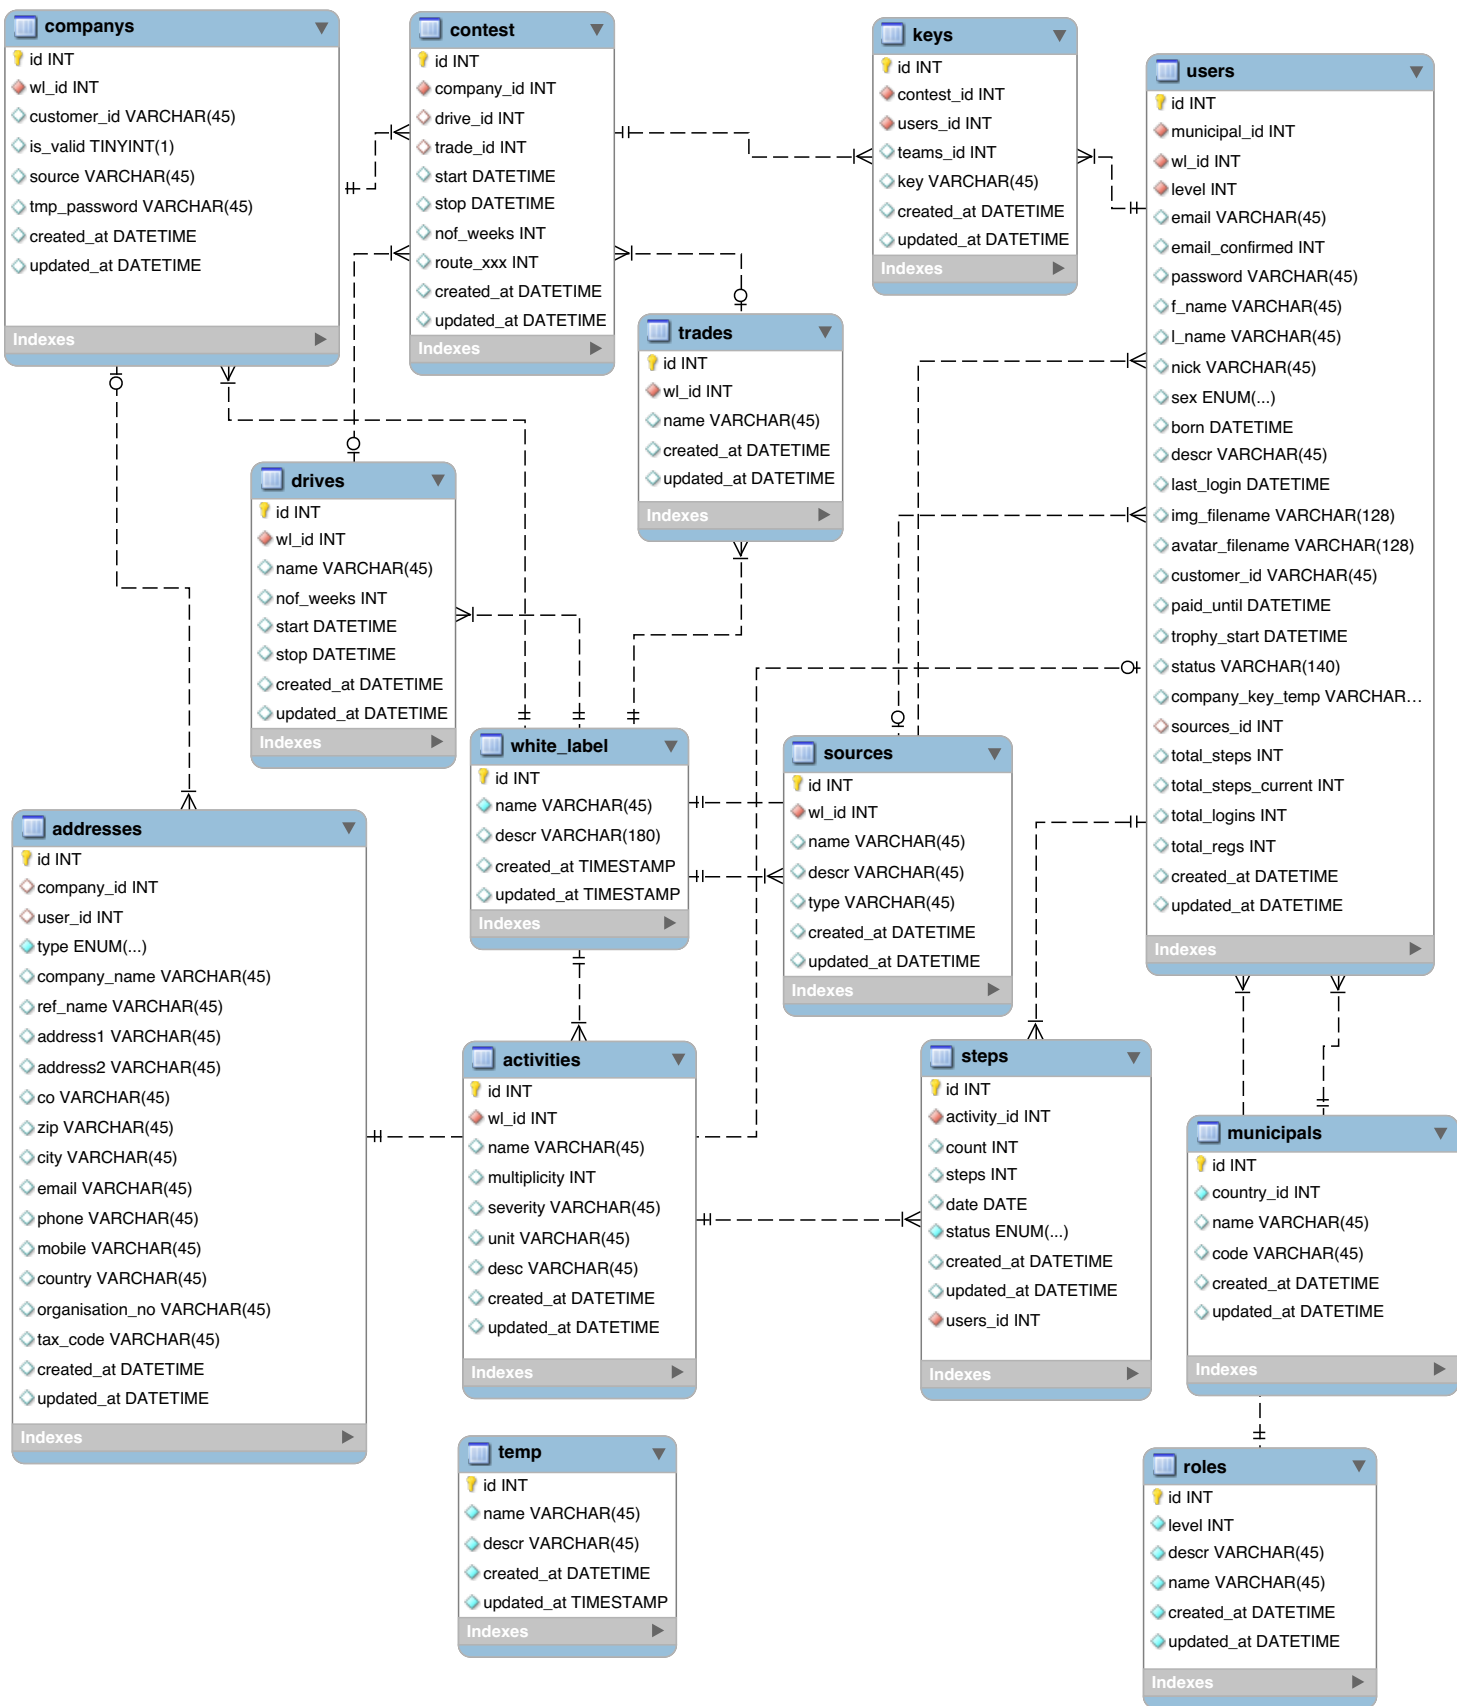 companys
id INT
wl_id INT
customer_id VARCHAR(45)
is_valid TINYINT(1)
source VARCHAR(45)
tmp_password VARCHAR(45)
created_at DATETIME
updated_at DATETIME
Indexes
contest
id INT
company_id INT
drive_id INT
trade_id INT
start DATETIME
stop DATETIME
nof_weeks INT
route_xxx INT
created_at DATETIME
updated_at DATETIME
Indexes
keys
id INT
contest_id INT
users_id INT
teams_id INT
key VARCHAR(45)
created_at DATETIME
updated_at DATETIME
Indexes
users
id INT
municipal_id INT
wl_id INT
level INT
email VARCHAR(45)
email_confirmed INT
password VARCHAR(45)
f_name VARCHAR(45)
l_name VARCHAR(45)
nick VARCHAR(45)
sex ENUM(...)
born DATETIME
descr VARCHAR(45)
last_login DATETIME
img_filename VARCHAR(128)
avatar_filename VARCHAR(128)
customer_id VARCHAR(45)
paid_until DATETIME
trophy_start DATETIME
status VARCHAR(140)
company_key_temp VARCHAR...
sources_id INT
total_steps INT
total_steps_current INT
total_logins INT
total_regs INT
created_at DATETIME
updated_at DATETIME
Indexes
trades
id INT
wl_id INT
name VARCHAR(45)
created_at DATETIME
updated_at DATETIME
Indexes
drives
id INT
wl_id INT
name VARCHAR(45)
nof_weeks INT
start DATETIME
stop DATETIME
created_at DATETIME
updated_at DATETIME
Indexes
white_label
id INT
name VARCHAR(45)
descr VARCHAR(180)
created_at TIMESTAMP
updated_at TIMESTAMP
Indexes
sources
id INT
wl_id INT
name VARCHAR(45)
descr VARCHAR(45)
type VARCHAR(45)
created_at DATETIME
updated_at DATETIME
Indexes
addresses
id INT
company_id INT
user_id INT
type ENUM(...)
company_name VARCHAR(45)
ref_name VARCHAR(45)
address1 VARCHAR(45)
address2 VARCHAR(45)
co VARCHAR(45)
zip VARCHAR(45)
city VARCHAR(45)
email VARCHAR(45)
phone VARCHAR(45)
mobile VARCHAR(45)
country VARCHAR(45)
organisation_no VARCHAR(45)
tax_code VARCHAR(45)
created_at DATETIME
updated_at DATETIME
Indexes
activities
id INT
wl_id INT
name VARCHAR(45)
multiplicity INT
severity VARCHAR(45)
unit VARCHAR(45)
desc VARCHAR(45)
created_at DATETIME
updated_at DATETIME
Indexes
steps
id INT
activity_id INT
count INT
steps INT
date DATE
status ENUM(...)
created_at DATETIME
updated_at DATETIME
users_id INT
Indexes
municipals
id INT
country_id INT
name VARCHAR(45)
code VARCHAR(45)
created_at DATETIME
updated_at DATETIME
Indexes
temp
id INT
name VARCHAR(45)
descr VARCHAR(45)
created_at DATETIME
updated_at TIMESTAMP
Indexes
roles
id INT
level INT
descr VARCHAR(45)
name VARCHAR(45)
created_at DATETIME
updated_at DATETIME
Indexes